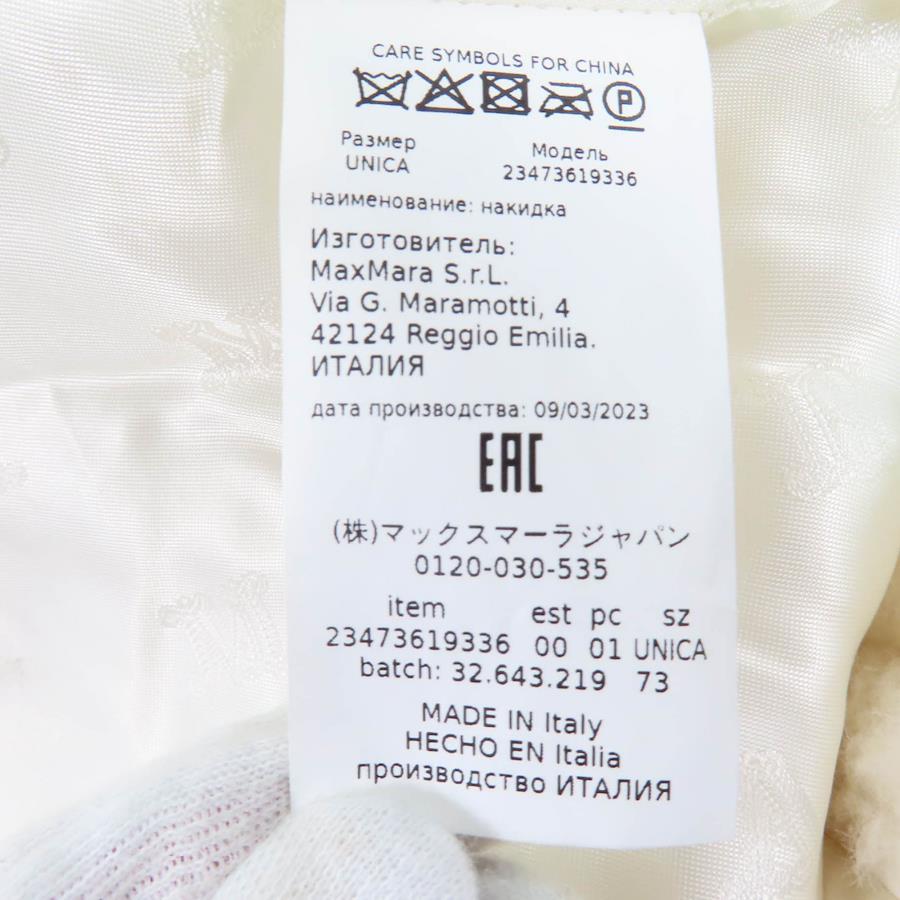 CARE SYMBOLS FOR CHINA
P
Размер Модель
UNICA 23473619336
наименование: накидка
Изготовитель:
MaxMara S.r.L.
Via G. Maramotti, 4
42124 Reggio Emilia.
ИТАЛИЯ
дата производства: 09/03/2023
EAC
(株)マックスマーラジャパン
0120-030-535
item est pc sz
23473619336 00 01 UNICA
batch: 32.643.219 73
MADE IN Italy
HECHO EN Italia
производство ИТАЛИЯ